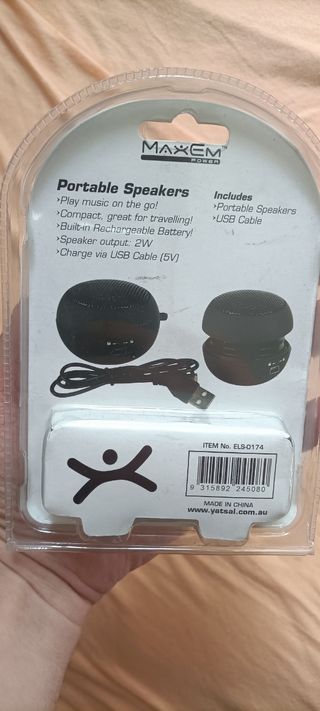 MAXEM™
POWER
Portable Speakers
›Play music on the go!
›Compact, great for travelling!
›Built-in Rechargeable Battery!
›Speaker output: 2W
›Charge via USB Cable (5V)
Includes
›Portable Speakers
›USB Cable
ITEM No. ELS-0174
9 315892 245080
MADE IN CHINA
www.yatsal.com.au